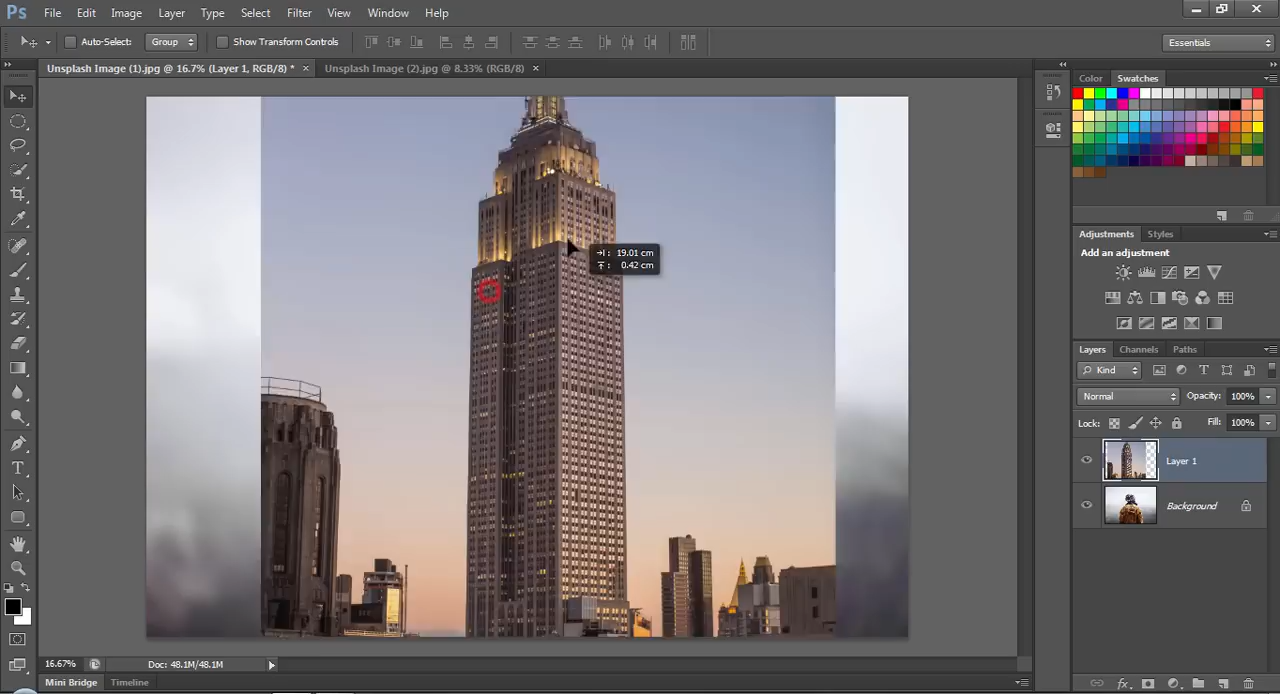 Ps File Edit Image Layer Type Select Filter View Window Help
Auto-Select: Group Show Transform Controls Essentials
Unsplash Image (1).jpg @ 16.7% (Layer 1, RGB/8) * × Unsplash Image (2).jpg @ 8.33% (RGB/8) ×
Color Swatches
Adjustments Styles
Add an adjustment
19.01 cm
0.42 cm
Layers Channels Paths
Kind
Normal Opacity: 100%
Lock: Fill: 100%
Layer 1
Background
16.67% Doc: 48.1M/48.1M
Mini Bridge Timeline